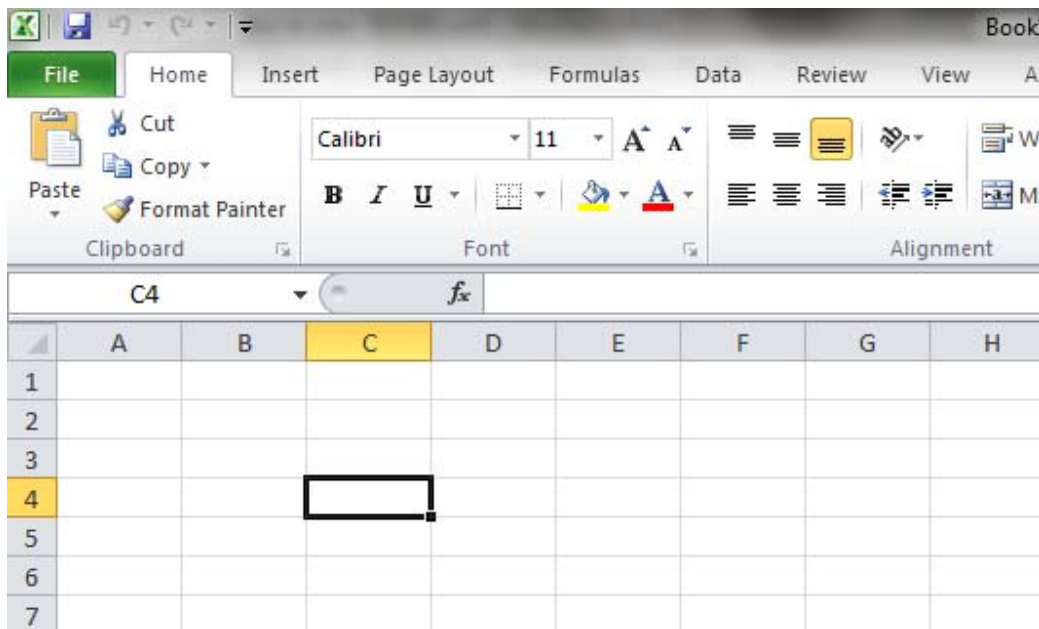 Book
File Home Insert Page Layout Formulas Data Review View A
Cut
Calibri 11 A A W
Copy
Paste
Format Painter B I U A M
Clipboard Font Alignment
C4 fx
A B C D E F G H
1
2
3
4
5
6
7